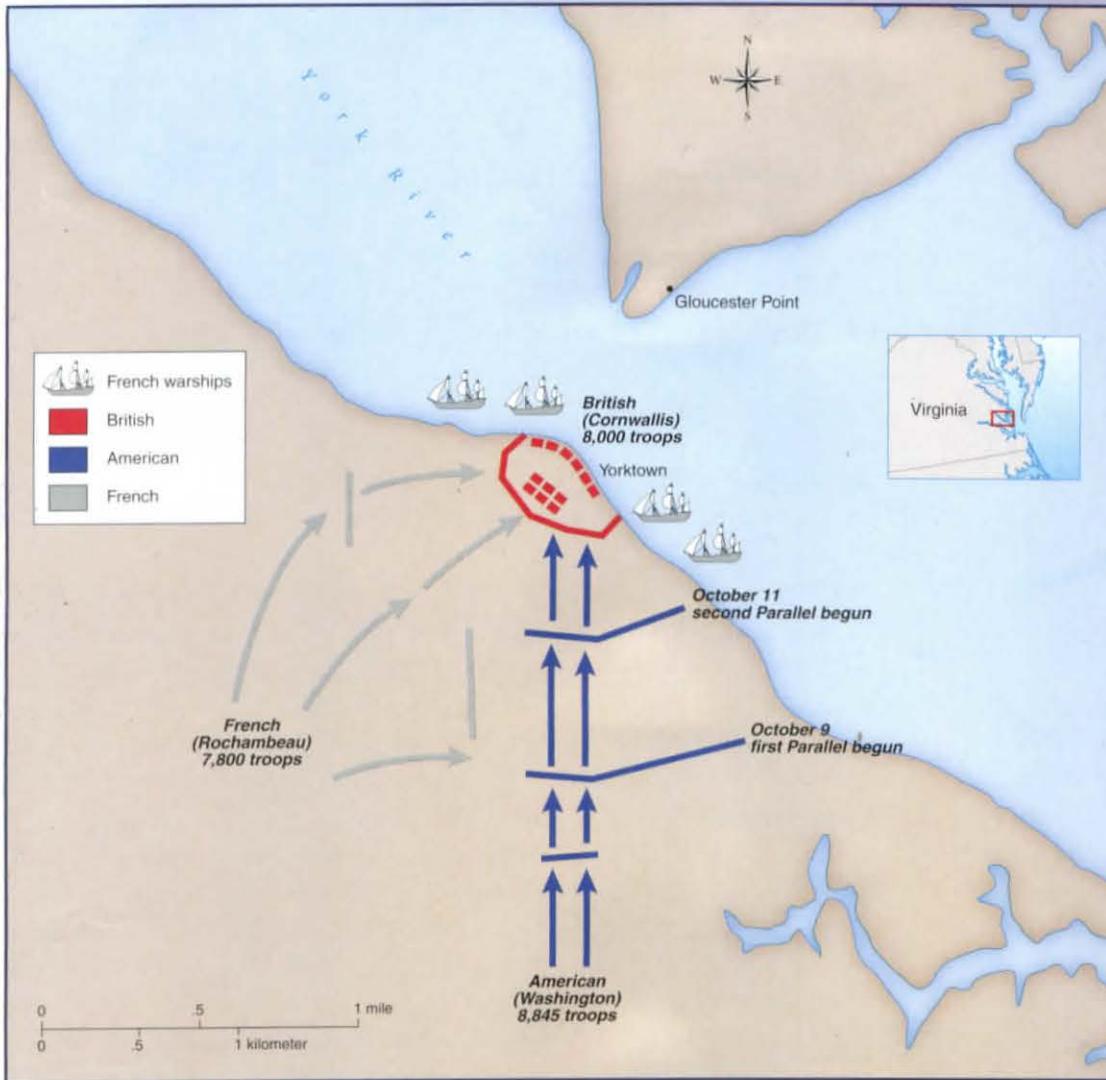 York River
N
W
E
S
Gloucester Point
French warships
British
American
French
Virginia
British
(Cornwallis)
8,000 troops
Yorktown
October 11
second Parallel begun
French
(Rochambeau)
7,800 troops
October 9
first Parallel begun
American
(Washington)
8,845 troops
0
.5
1 mile
0
.5
1 kilometer